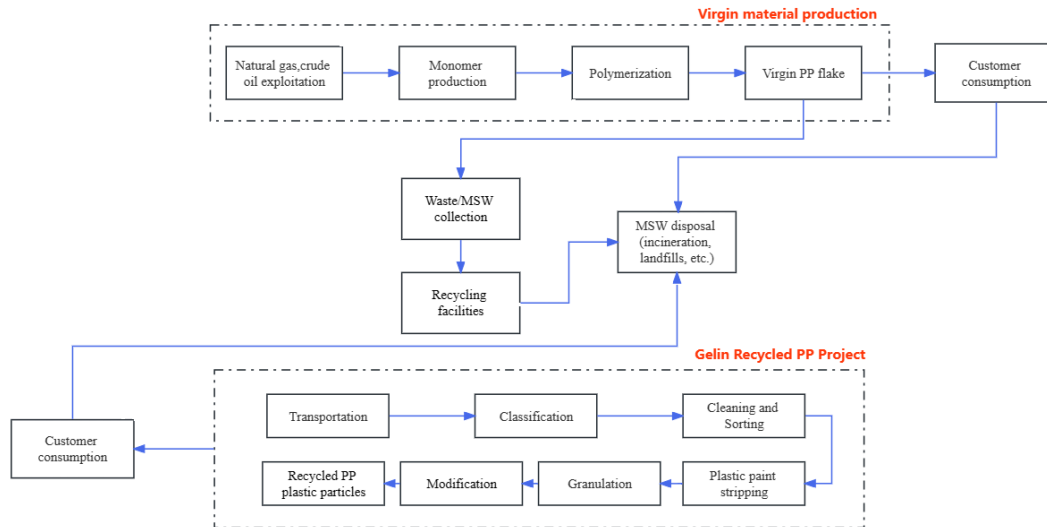 Virgin material production
Natural gas,crude
oil exploitation
Monomer
production
Polymerization
Virgin PP flake
Customer
consumption
Waste/MSW
collection
MSW disposal
(incineration,
landfills, etc.)
Recycling
facilities
Gelin Recycled PP Project
Transportation
Classification
Cleaning and
Sorting
Customer
consumption
Recycled PP
plastic particles
Modification
Granulation
Plastic paint
stripping